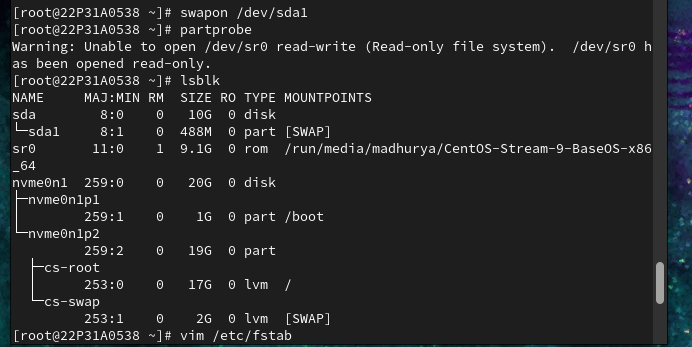 [root@22P31A0538 ~]# swapon /dev/sda1
[root@22P31A0538 ~]# partprobe
Warning: Unable to open /dev/sr0 read-write (Read-only file system).  /dev/sr0 h
as been opened read-only.
[root@22P31A0538 ~]# lsblk
NAME     MAJ:MIN RM  SIZE RO TYPE MOUNTPOINTS
sda        8:0    0   10G  0 disk
└─sda1     8:1    0  488M  0 part [SWAP]
sr0       11:0    1  9.1G  0 rom  /run/media/madhurya/CentOS-Stream-9-BaseOS-x86
_64
nvme0n1  259:0    0   20G  0 disk
├─nvme0n1p1
│        259:1    0    1G  0 part /boot
└─nvme0n1p2
         259:2    0   19G  0 part
  ├─cs-root
  │      253:0    0   17G  0 lvm  /
  └─cs-swap
         253:1    0    2G  0 lvm  [SWAP]
[root@22P31A0538 ~]# vim /etc/fstab